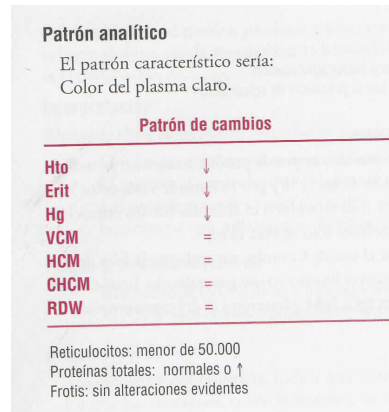 Patrón analítico
El patrón característico sería:
Color del plasma claro.
Patrón de cambios
Hto ↓
Erit ↓
Hg ↓
VCM =
HCM =
CHCM =
RDW =
Reticulocitos: menor de 50.000
Proteínas totales: normales o ↑
Frotis: sin alteraciones evidentes